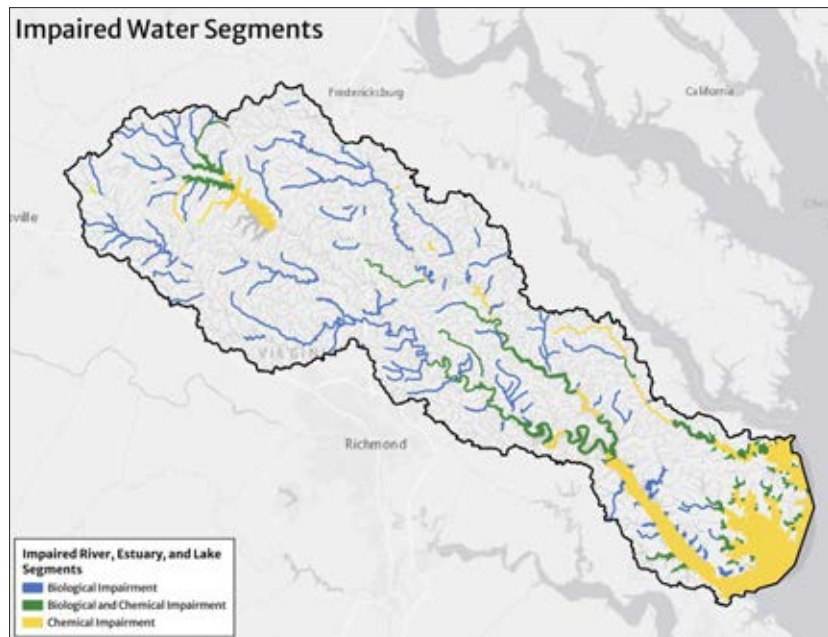 Impaired Water Segments
Fredericksburg
California
ville
VIRGINIA
Richmond
Impaired River, Estuary, and Lake
Segments
Biological Impairment
Biological and Chemical Impairment
Chemical Impairment